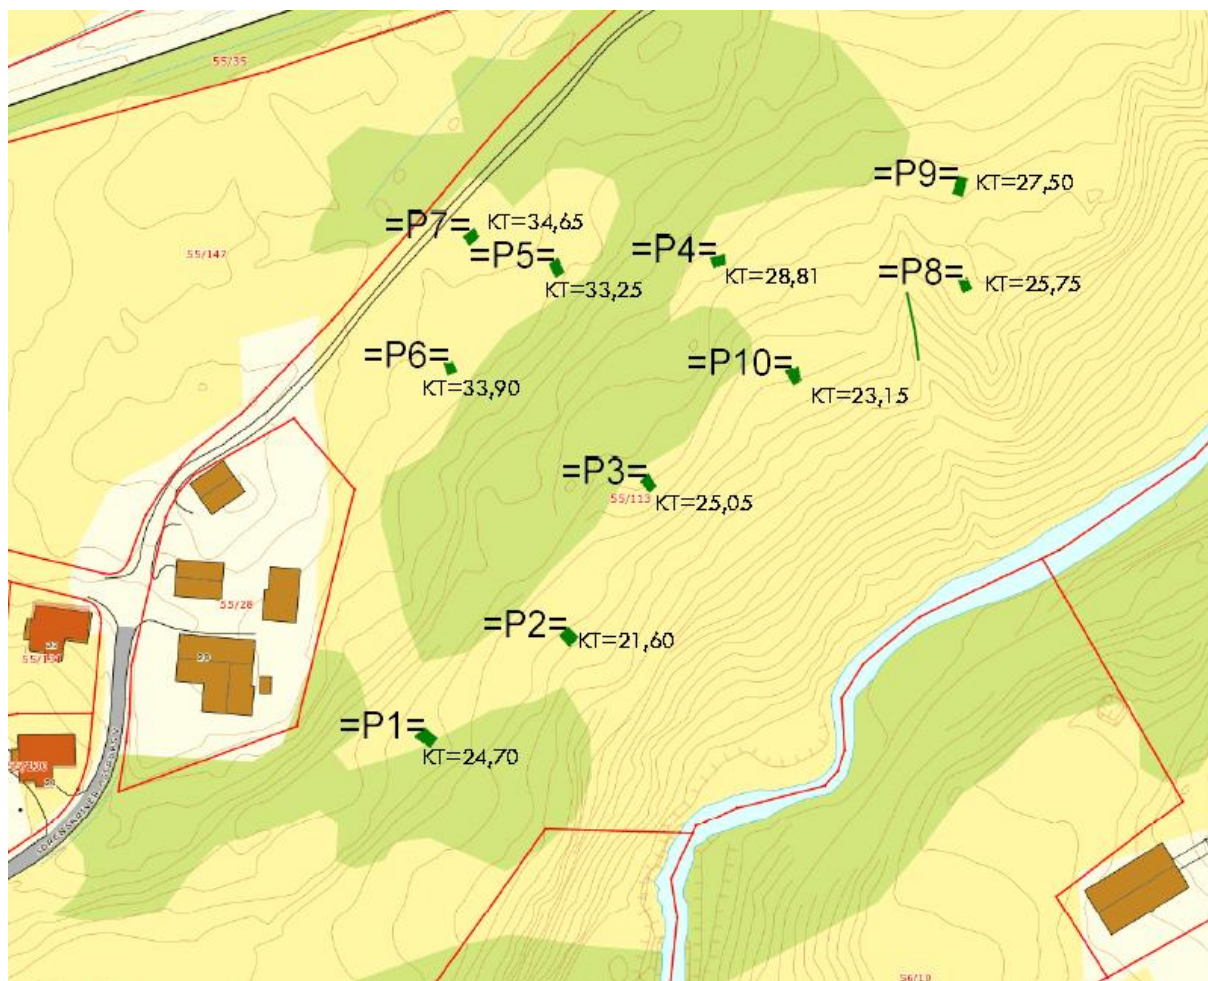 55/35
=P9=
KT=27,50
=P7=
KT=34,65
=P5=
KT=33,25
55/147
=P4=
KT=28,81
=P8=
KT=25,75
=P6=
KT=33,90
=P10=
KT=23,15
=P3=
55/113
KT=25,05
55/28
=P2=
KT=21,60
=P1=
KT=24,70
56/10